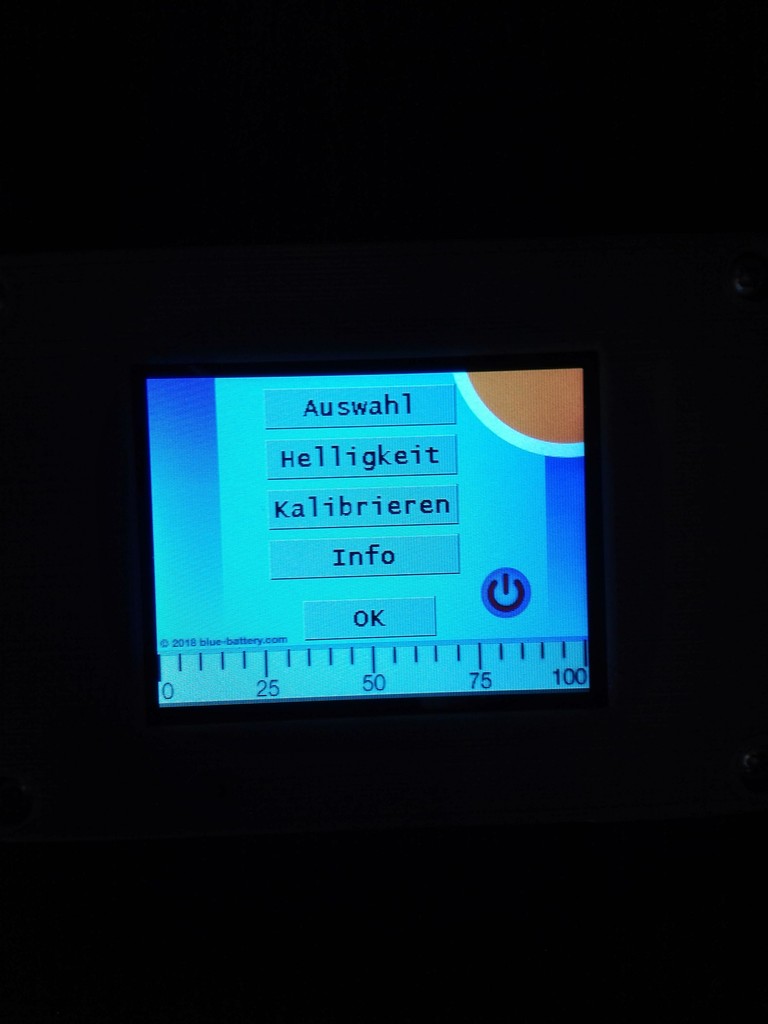 Auswahl
Helligkeit
Kalibrieren
Info
OK
© 2018 blue-battery.com
0 25 50 75 100